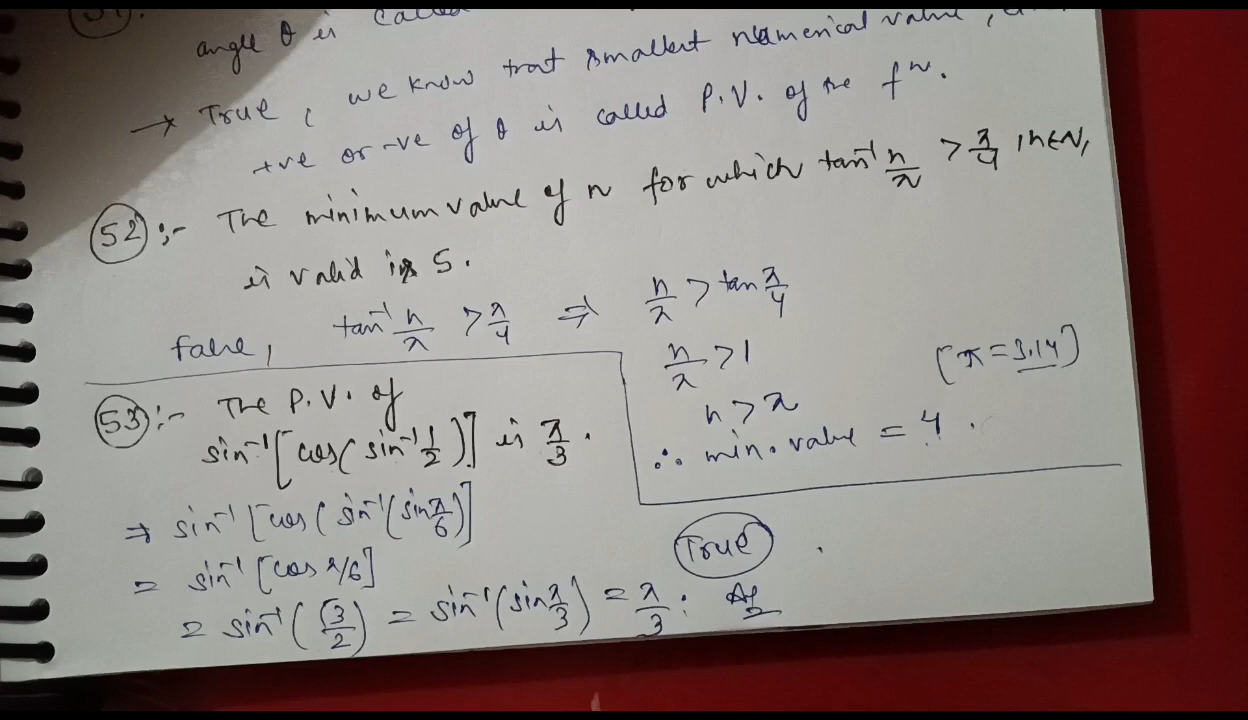 angle θ is called
→ True, we know that smallest numerical value,
+ve or -ve of θ is called P.V. of the fⁿ.
(52):- The minimum value of n for which tan⁻¹ n/π > π/4, n∈N,
is valid is 5.
false, tan⁻¹ n/π > π/4 ⇒ n/π > tan π/4
n/π > 1 [π = 3.14]
n > π
∴ min. value = 4.
(53):- The P.V. of
sin⁻¹[cos(sin⁻¹ 1/2)] is π/3.
⇒ sin⁻¹[cos(sin⁻¹(sin π/6)]
= sin⁻¹[cos π/6]
True.
= sin⁻¹(√3/2) = sin⁻¹(sin π/3) = π/3 :